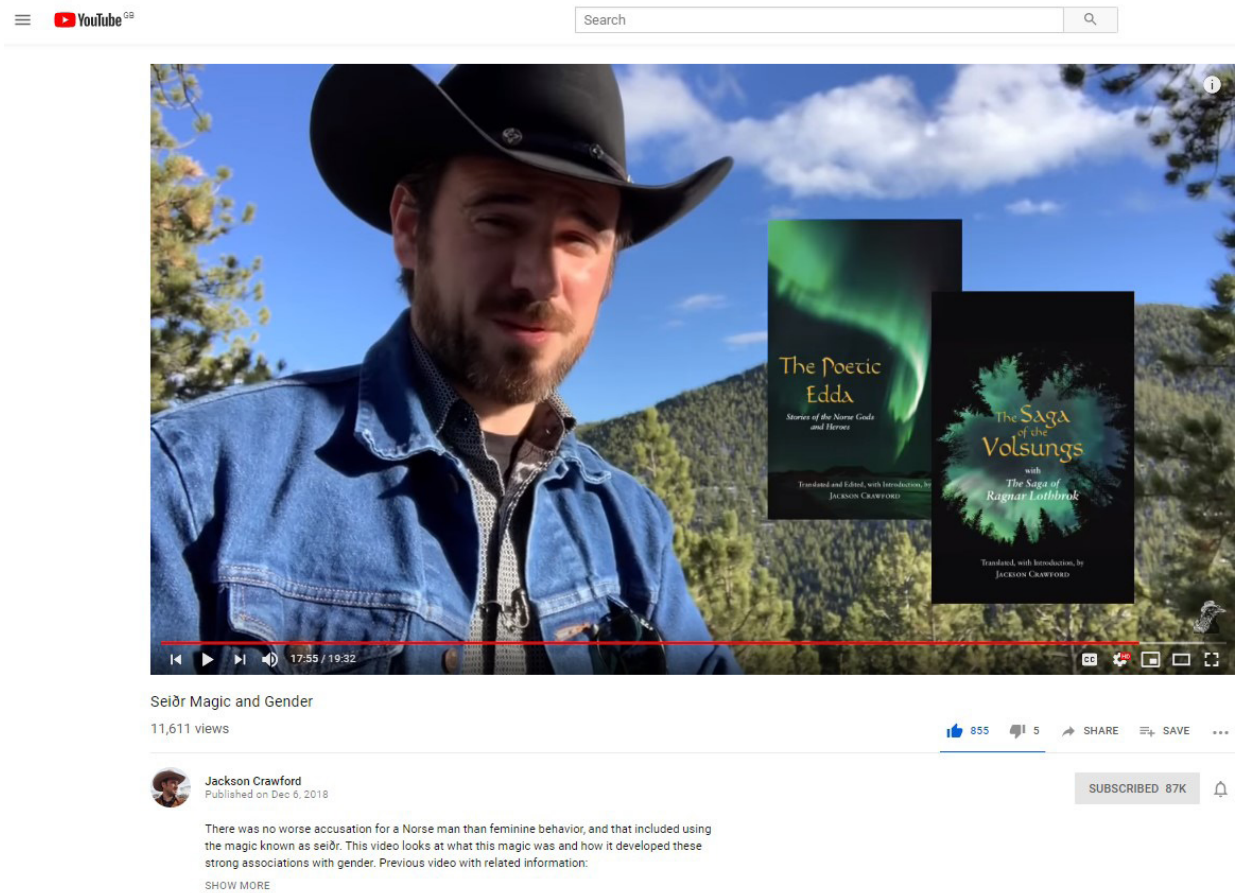 YouTube GB
Search
The Poetic
Edda
Stories of the Norse Gods
and Heroes
Translated and Edited, with Introduction, by
JACKSON CRAWFORD
The Saga
of the
Volsungs
with
The Saga of
Ragnar Lothbrok
Translated, with Introduction, by
JACKSON CRAWFORD
17:55 / 19:32
CC
HD
Seiðr Magic and Gender
11,611 views
855 5 SHARE SAVE
Jackson Crawford
Published on Dec 6, 2018
SUBSCRIBED 87K
There was no worse accusation for a Norse man than feminine behavior, and that included using
the magic known as seiðr. This video looks at what this magic was and how it developed these
strong associations with gender. Previous video with related information:
SHOW MORE